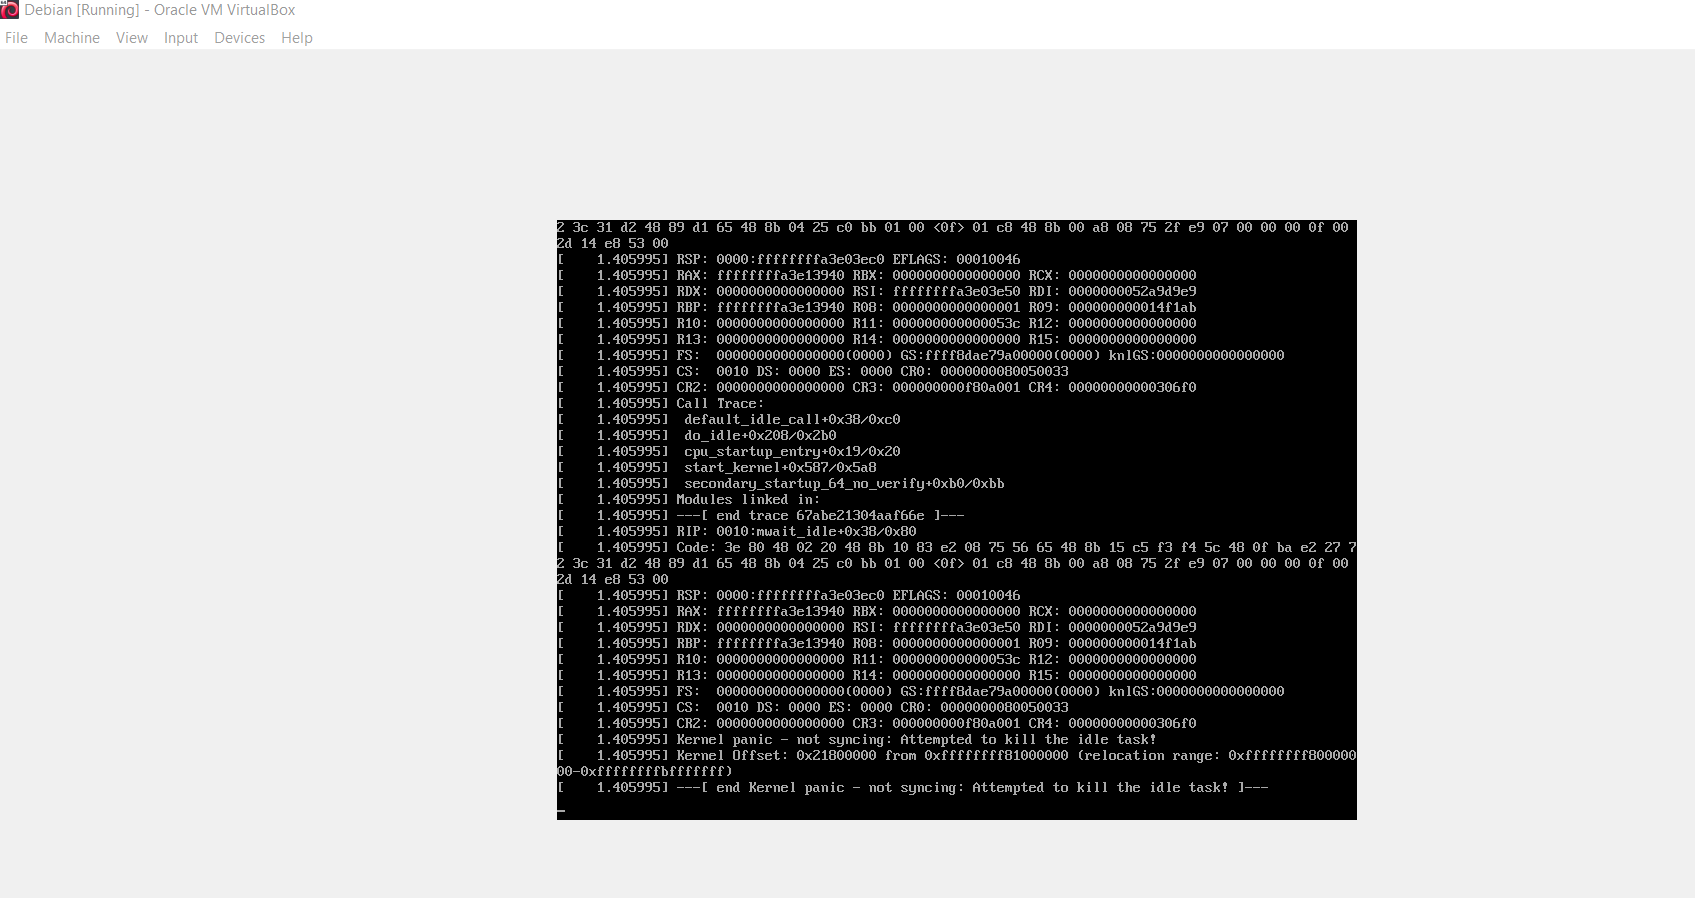 Debian [Running] - Oracle VM VirtualBox
File Machine View Input Devices Help
2 3c 31 d2 48 89 d1 65 48 8b 04 25 c0 bb 01 00 <0f> 01 c8 48 8b 00 a8 08 75 2f e9 07 00 00 00 0f 00
2d 14 e8 53 00
[    1.405995] RSP: 0000:ffffffffa3e03ec0 EFLAGS: 00010046
[    1.405995] RAX: ffffffffa3e13940 RBX: 0000000000000000 RCX: 0000000000000000
[    1.405995] RDX: 0000000000000000 RSI: ffffffffa3e03e50 RDI: 0000000052a9d9e9
[    1.405995] RBP: ffffffffa3e13940 R08: 0000000000000001 R09: 000000000014f1ab
[    1.405995] R10: 0000000000000000 R11: 000000000000053c R12: 0000000000000000
[    1.405995] R13: 0000000000000000 R14: 0000000000000000 R15: 0000000000000000
[    1.405995] FS:  0000000000000000(0000) GS:ffff8dae79a00000(0000) knlGS:0000000000000000
[    1.405995] CS:  0010 DS: 0000 ES: 0000 CR0: 0000000080050033
[    1.405995] CR2: 0000000000000000 CR3: 000000000f80a001 CR4: 00000000000306f0
[    1.405995] Call Trace:
[    1.405995]  default_idle_call+0x38/0xc0
[    1.405995]  do_idle+0x208/0x2b0
[    1.405995]  cpu_startup_entry+0x19/0x20
[    1.405995]  start_kernel+0x587/0x5a8
[    1.405995]  secondary_startup_64_no_verify+0xb0/0xbb
[    1.405995] Modules linked in:
[    1.405995] ---[ end trace 67abe21304aaf66e ]---
[    1.405995] RIP: 0010:mwait_idle+0x38/0x80
[    1.405995] Code: 3e 80 48 02 20 48 8b 10 83 e2 08 75 56 65 48 8b 15 c5 f3 f4 5c 48 0f ba e2 27 7
2 3c 31 d2 48 89 d1 65 48 8b 04 25 c0 bb 01 00 <0f> 01 c8 48 8b 00 a8 08 75 2f e9 07 00 00 00 0f 00
2d 14 e8 53 00
[    1.405995] RSP: 0000:ffffffffa3e03ec0 EFLAGS: 00010046
[    1.405995] RAX: ffffffffa3e13940 RBX: 0000000000000000 RCX: 0000000000000000
[    1.405995] RDX: 0000000000000000 RSI: ffffffffa3e03e50 RDI: 0000000052a9d9e9
[    1.405995] RBP: ffffffffa3e13940 R08: 0000000000000001 R09: 000000000014f1ab
[    1.405995] R10: 0000000000000000 R11: 000000000000053c R12: 0000000000000000
[    1.405995] R13: 0000000000000000 R14: 0000000000000000 R15: 0000000000000000
[    1.405995] FS:  0000000000000000(0000) GS:ffff8dae79a00000(0000) knlGS:0000000000000000
[    1.405995] CS:  0010 DS: 0000 ES: 0000 CR0: 0000000080050033
[    1.405995] CR2: 0000000000000000 CR3: 000000000f80a001 CR4: 00000000000306f0
[    1.405995] Kernel panic - not syncing: Attempted to kill the idle task!
[    1.405995] Kernel Offset: 0x21800000 from 0xffffffff81000000 (relocation range: 0xffffffff800000
00-0xffffffffbfffffff)
[    1.405995] ---[ end Kernel panic - not syncing: Attempted to kill the idle task! ]---